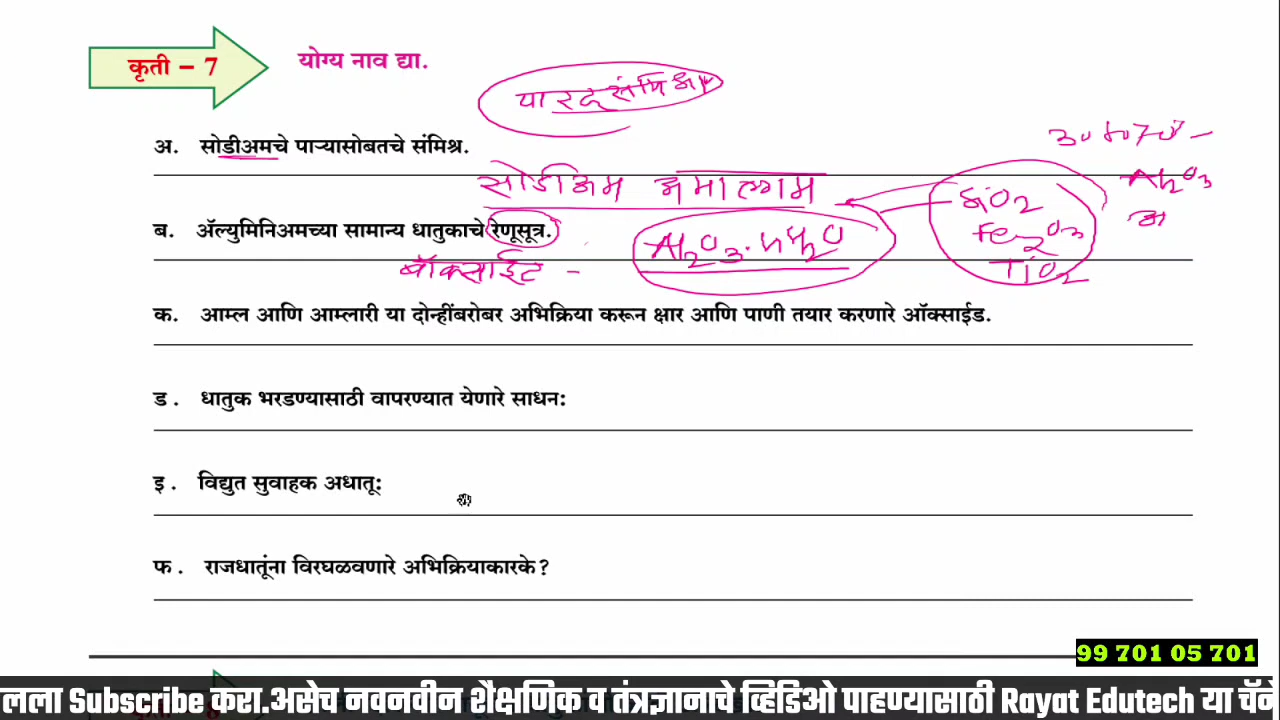 कृती – 7
योग्य नाव द्या.
पारदसंमिश्र
अ. सोडीअमचे पाऱ्यासोबतचे संमिश्र.
सोडीअम अमाल्गम
SiO2
Al2O3
ब. ॲल्युमिनिअमच्या सामान्य धातुकाचे रेणूसूत्र.
Al2O3.nH2O
Fe2O3
बॉक्साईट -
TiO2
क. आम्ल आणि आम्लारी या दोन्हींबरोबर अभिक्रिया करून क्षार आणि पाणी तयार करणारे ऑक्साईड.
ड . धातुक भरडण्यासाठी वापरण्यात येणारे साधन:
इ . विद्युत सुवाहक अधातू:
फ . राजधातूंना विरघळवणारे अभिक्रियाकारके?
99 701 05 701
लला Subscribe करा.असेच नवनवीन शैक्षणिक व तंत्रज्ञानाचे व्हिडिओ पाहण्यासाठी Rayat Edutech या चॅने